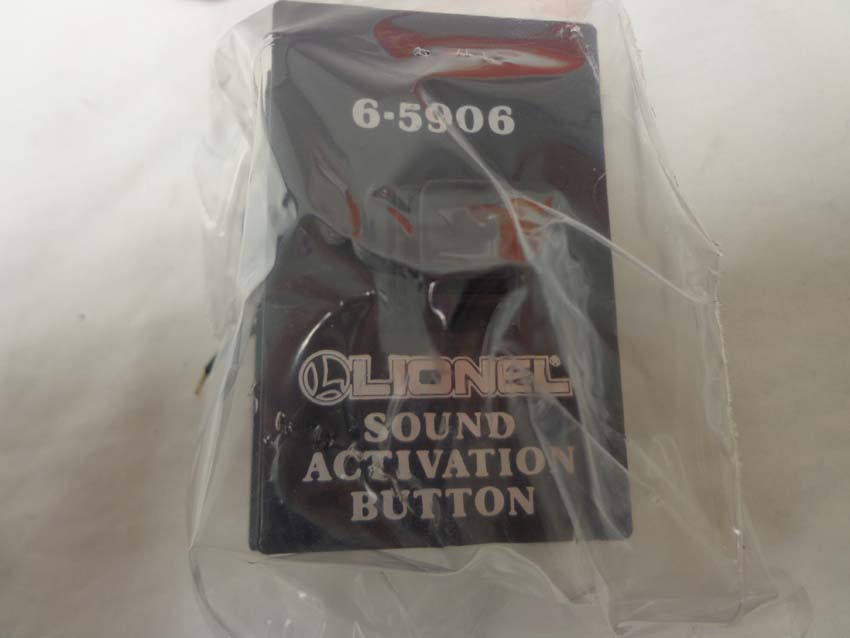 6-5906
LIONEL®
SOUND
ACTIVATION
BUTTON